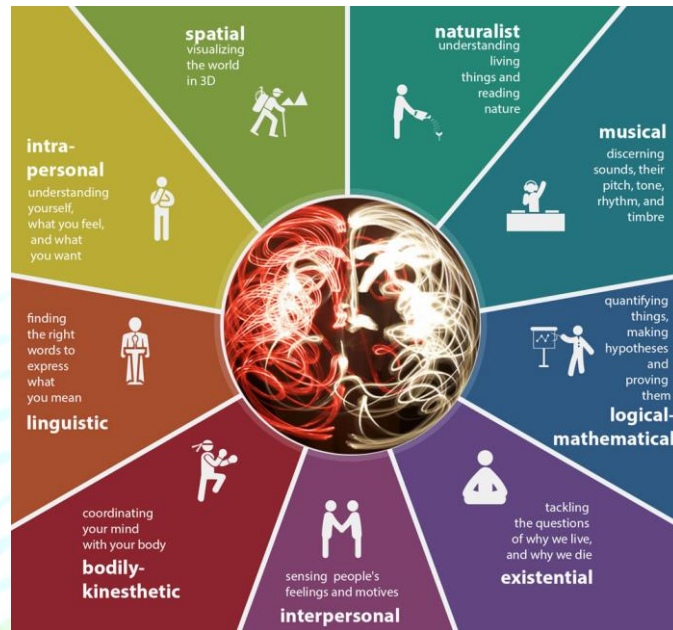 spatial
visualizing
the world
in 3D
naturalist
understanding
living
things and
reading
nature
musical
discerning
sounds, their
pitch, tone,
rhythm, and
timbre
quantifying
things,
making
hypotheses
and
proving
them
logical-
mathematical
tackling
the questions
of why we live,
and why we die
existential
sensing people's
feelings and motives
interpersonal
coordinating
your mind
with your body
bodily-
kinesthetic
finding
the right
words to
express
what
you mean
linguistic
intra-
personal
understanding
yourself,
what you feel,
and what
you want